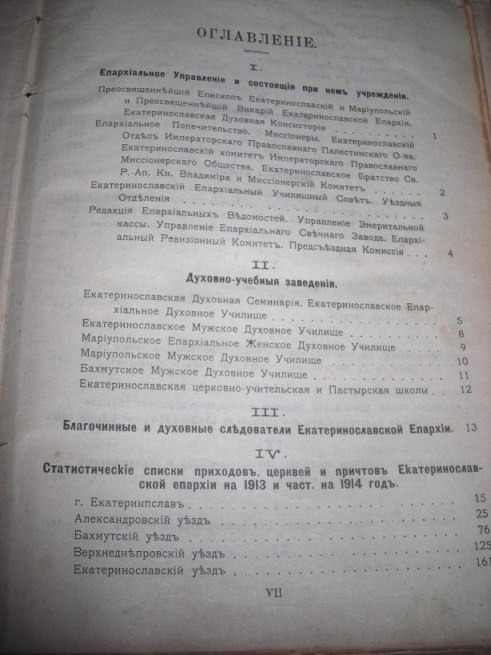 ОГЛАВЛЕНІЕ.
I.
Епархіальное Управленіе и состоящія при немъ учрежденія.
Преосвященнѣйшій Епископъ Екатеринославскій и Маріупольскій
и Преосвященнѣйшій Викарій Екатеринославской Епархіи.
Екатеринославская Духовная Консисторія . . . . . . . . 1
Епархіальное Попечительство. Миссіонеры. Екатеринославскій
Отдѣлъ Императорскаго Православнаго Палестинскаго О-ва.
Екатеринославскій комитет Императорскаго Православнаго
Миссіонерскаго Общества. Екатеринославское Братство Св.
Р.-Ап. Кн. Владиміра и Миссіонерскій Комитетъ . . . . . . 2
Екатеринославскій Епархіальный Училищный Совѣтъ. Уѣздныя
Отдѣленія . . . . . . . . . . . . . . . . . . . 3
Редакція Епархіальныхъ Вѣдомостей. Управленіе Эмеритальной
кассы. Управленіе Епархіальнаго Свѣчнаго Завода. Епархі-
альный Ревизіонный Комитетъ. Предсъѣздная Комиссія . . . 4
II.
Духовно-учебныя заведенія.
Екатеринославская Духовная Семинарія. Екатеринославское Епар-
хіальное Духовное Училище . . . . . . . . . . . . . 5
Екатеринославское Мужское Духовное Училище . . . . . . . 8
Маріупольское Епархіальное Женское Духовное Училище . . . 9
Маріупольское Мужское Духовное Училище . . . . . . . . 10
Бахмутское Мужское Духовное Училище . . . . . . . . . 11
Екатеринославская церковно-учительская и Пастырская школы . . 12
III.
Благочинные и духовные слѣдователи Екатеринославской Епархіи. 13
IV.
Статистическіе списки приходовъ, церквей и причтовъ Екатеринослав-
ской епархіи на 1913 и част. на 1914 годъ.
г. Екатеринпславъ . . . . . . . . . . . . . . . . 15
Александровскій уѣздъ . . . . . . . . . . . . . . 25
Бахмутскій уѣздъ . . . . . . . . . . . . . . . . 76
Верхнеднѣпровскій уѣздъ . . . . . . . . . . . . . 125
Екатеринославскій уѣздъ . . . . . . . . . . . . . 161
VII